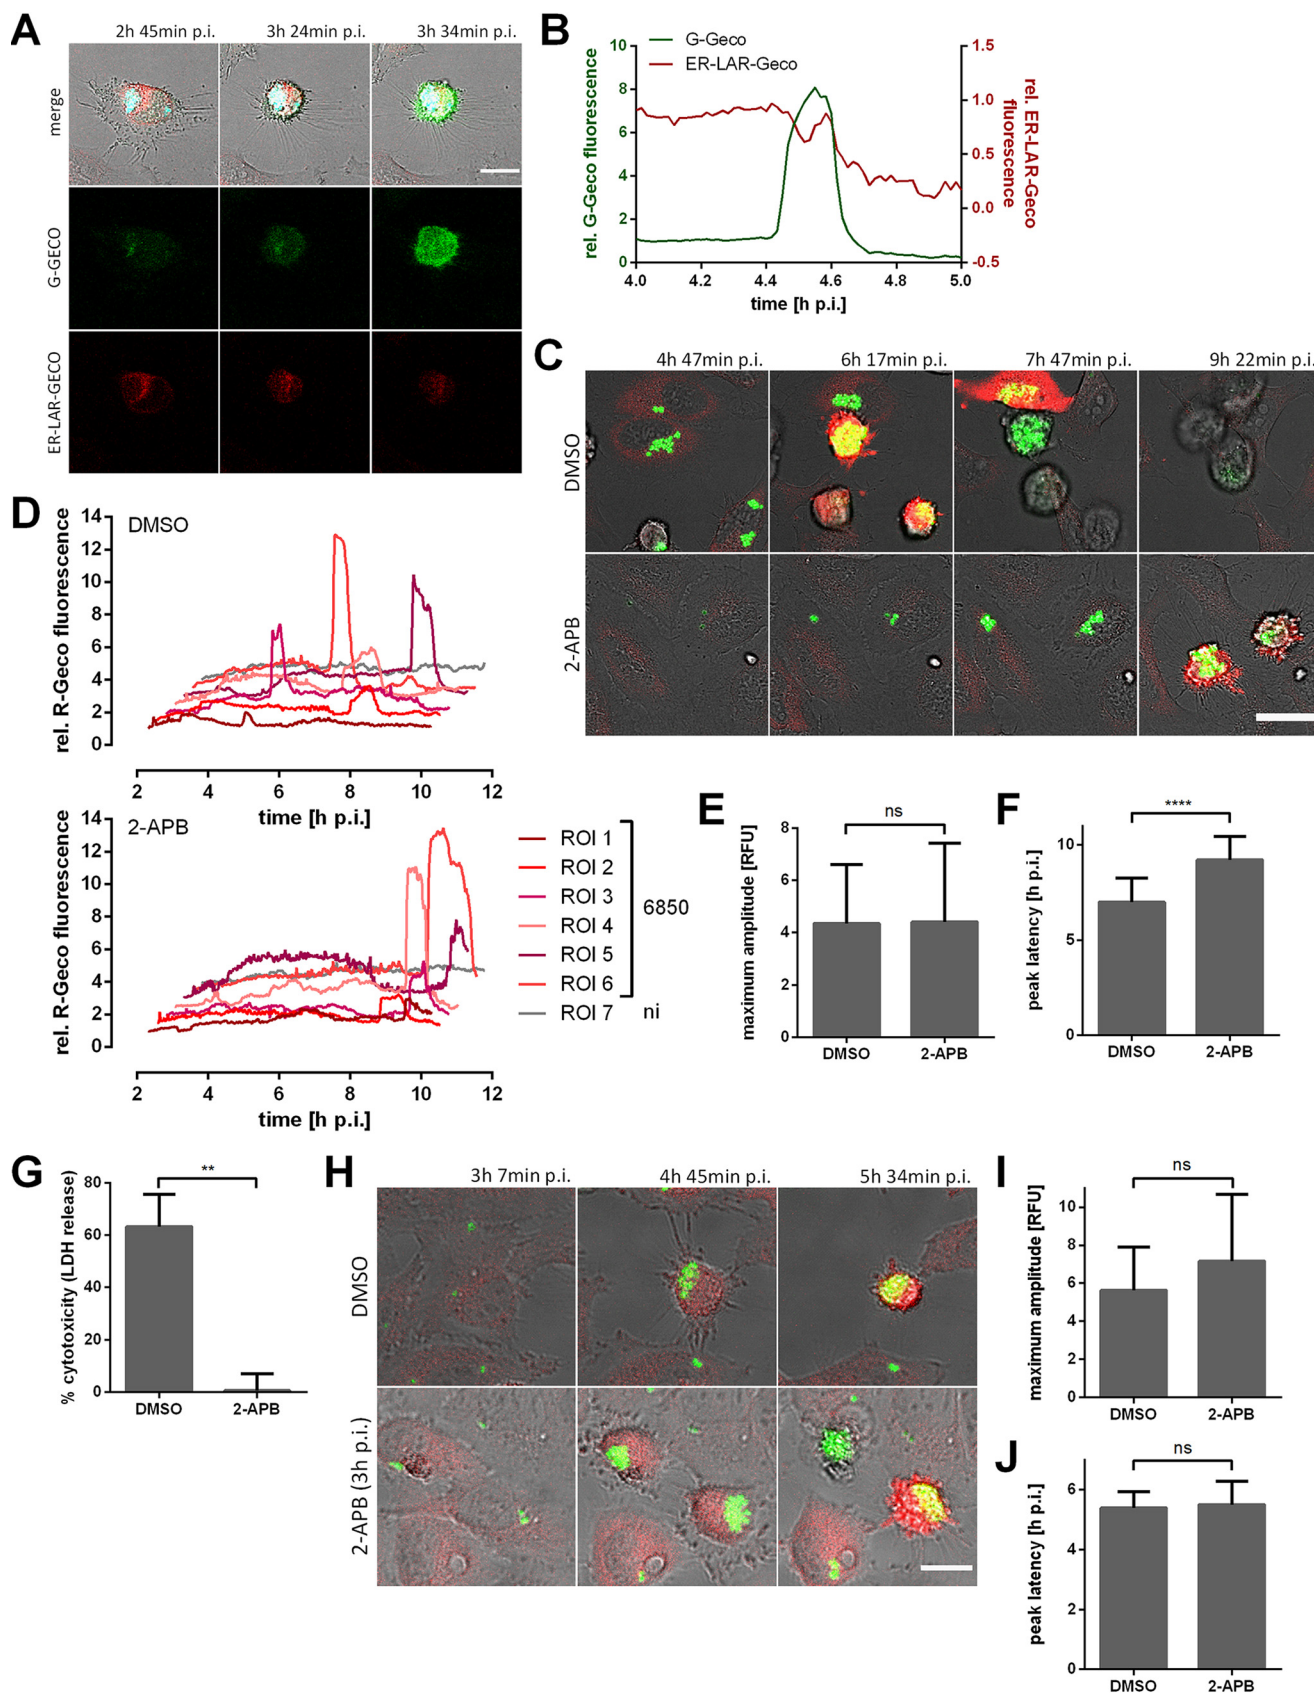 A
2h 45min p.i. 3h 24min p.i. 3h 34min p.i.
merge
G-GECO
ER-LAR-GECO
B
G-Geco
ER-LAR-Geco
rel. G-Geco fluorescence
10
8
6
4
2
0
1.5
1.0
0.5
0.0
-0.5
rel. ER-LAR-Geco
fluorescence
4.0 4.2 4.4 4.6 4.8 5.0
time [h p.i.]
C
4h 47min p.i. 6h 17min p.i. 7h 47min p.i. 9h 22min p.i.
DMSO
2-APB
D
DMSO
rel. R-Geco fluorescence
14
12
10
8
6
4
2
0
2 4 6 8 10 12
time [h p.i.]
2-APB
rel. R-Geco fluorescence
14
12
10
8
6
4
2
0
2 4 6 8 10 12
time [h p.i.]
ROI 1
ROI 2
ROI 3
ROI 4
ROI 5
ROI 6
ROI 7
6850
ni
E
maximum amplitude [RFU]
8
6
4
2
0
ns
DMSO 2-APB
F
peak latency [h p.i.]
10
5
0
****
DMSO 2-APB
G
% cytotoxicity (LDH release)
80
60
40
20
0
**
DMSO 2-APB
H
3h 7min p.i. 4h 45min p.i. 5h 34min p.i.
DMSO
2-APB (3h p.i.)
I
maximum amplitude [RFU]
10
8
6
4
2
0
ns
DMSO 2-APB
J
peak latency [h p.i.]
6
4
2
0
ns
DMSO 2-APB